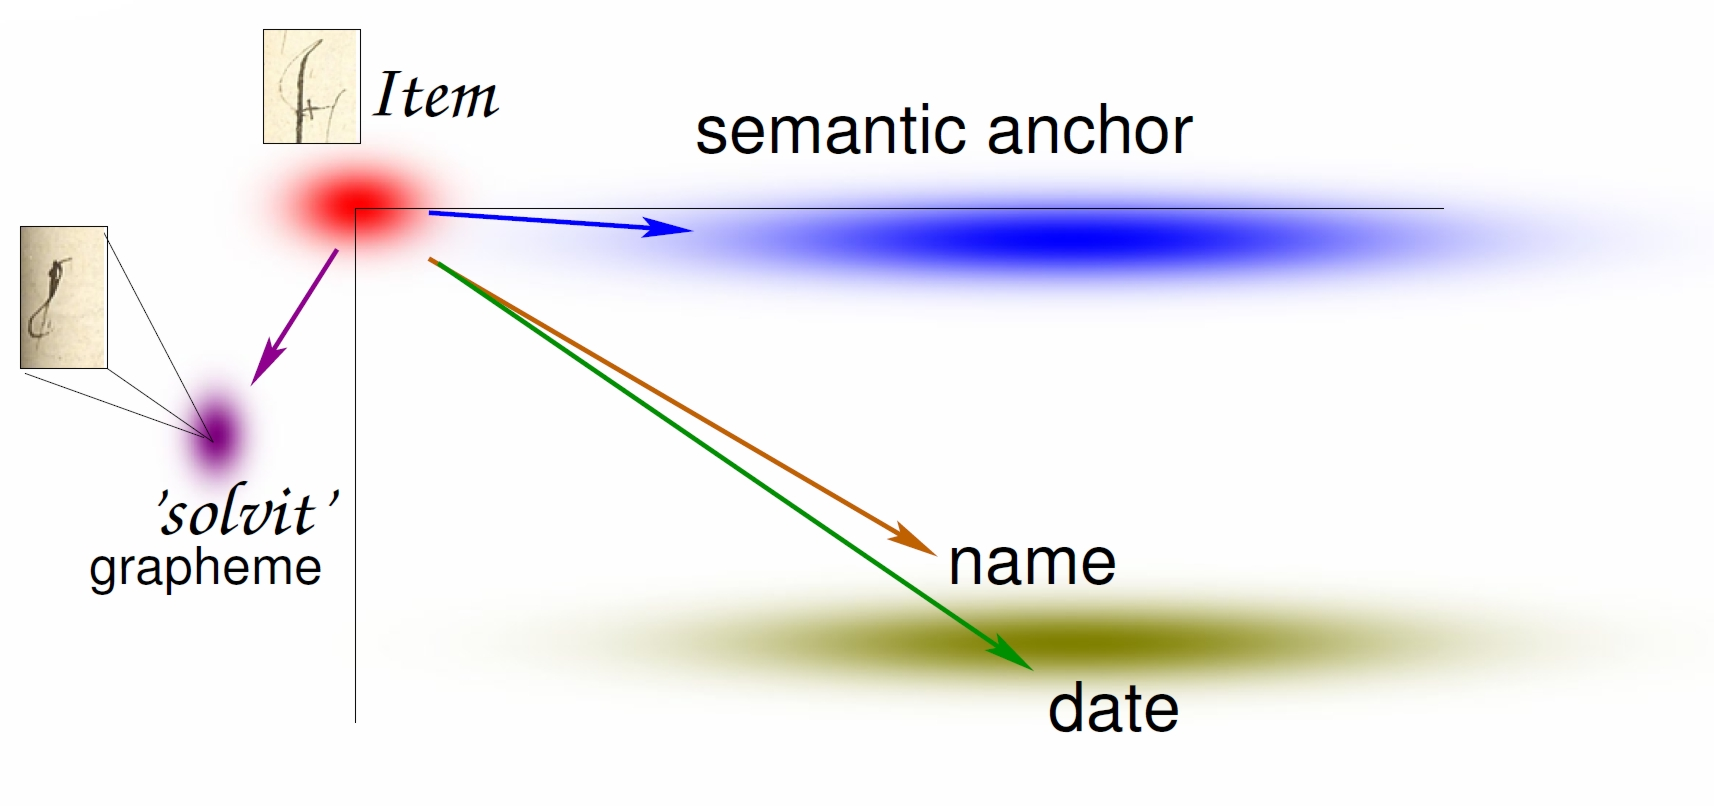 Item
semantic anchor
'solvit'
grapheme
name
date